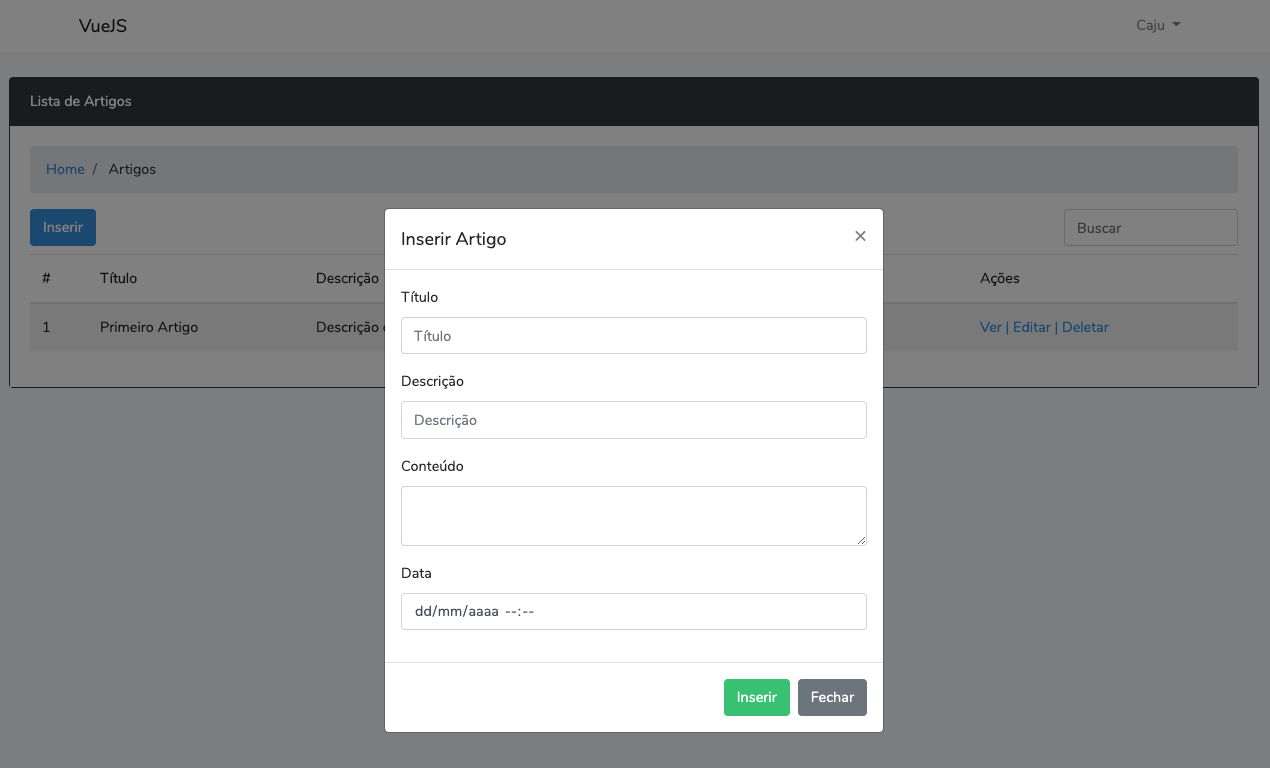 VueJS
Caju
Lista de Artigos
Home / Artigos
Inserir
Buscar
# Título Descrição Ações
1 Primeiro Artigo Descrição Ver | Editar | Deletar
Inserir Artigo ×
Título
Título
Descrição
Descrição
Conteúdo
Data
dd/mm/aaaa --:--
Inserir Fechar